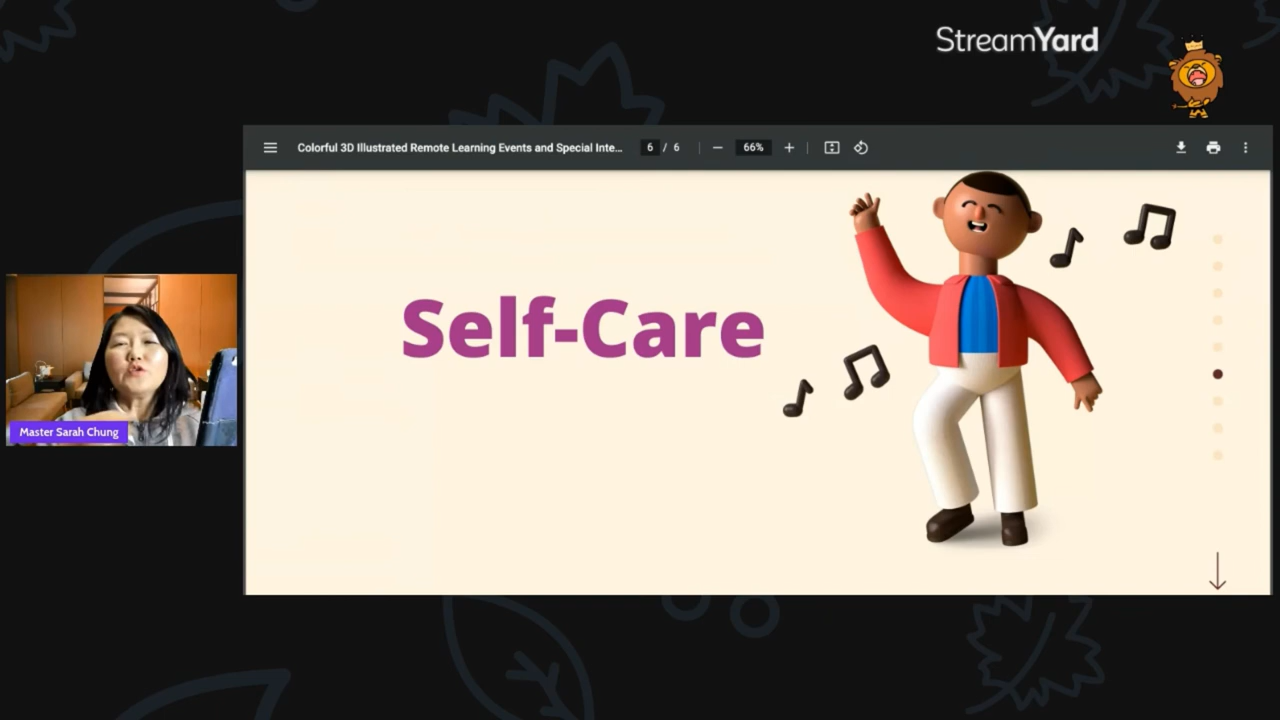 StreamYard
Colorful 3D Illustrated Remote Learning Events and Special Inte...
6 / 6
66%
Self-Care
Master Sarah Chung